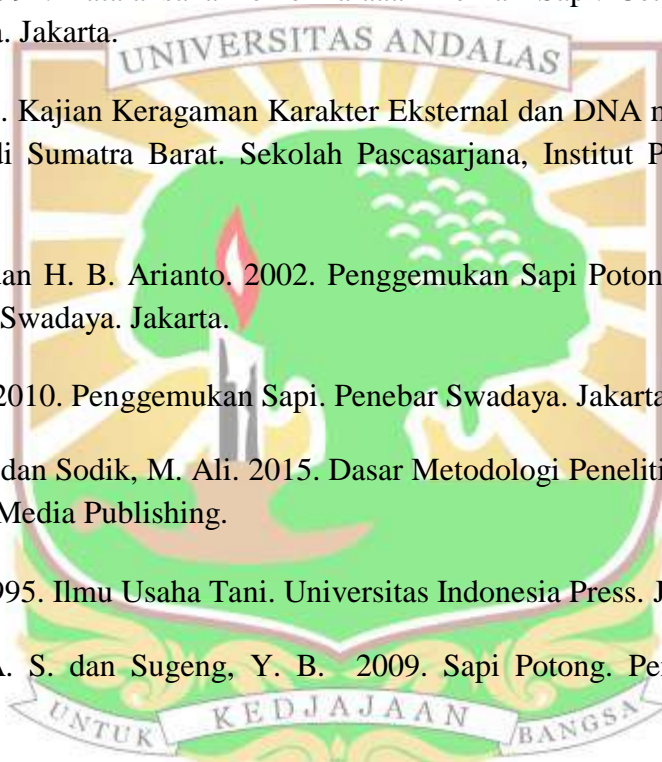 a. Jakarta.
UNIVERSITAS ANDALAS
. Kajian Keragaman Karakter Eksternal dan DNA
di Sumatra Barat. Sekolah Pascasarjana, Institut P
dan H. B. Arianto. 2002. Penggemukan Sapi Poton
Swadaya. Jakarta.
2010. Penggemukan Sapi. Penebar Swadaya. Jakarta
dan Sodik, M. Ali. 2015. Dasar Metodologi Peneliti
Media Publishing.
995. Ilmu Usaha Tani. Universitas Indonesia Press. J
A. S. dan Sugeng, Y. B. 2009. Sapi Potong. Pe
UNTUK KEDJAJAAN BANGSA